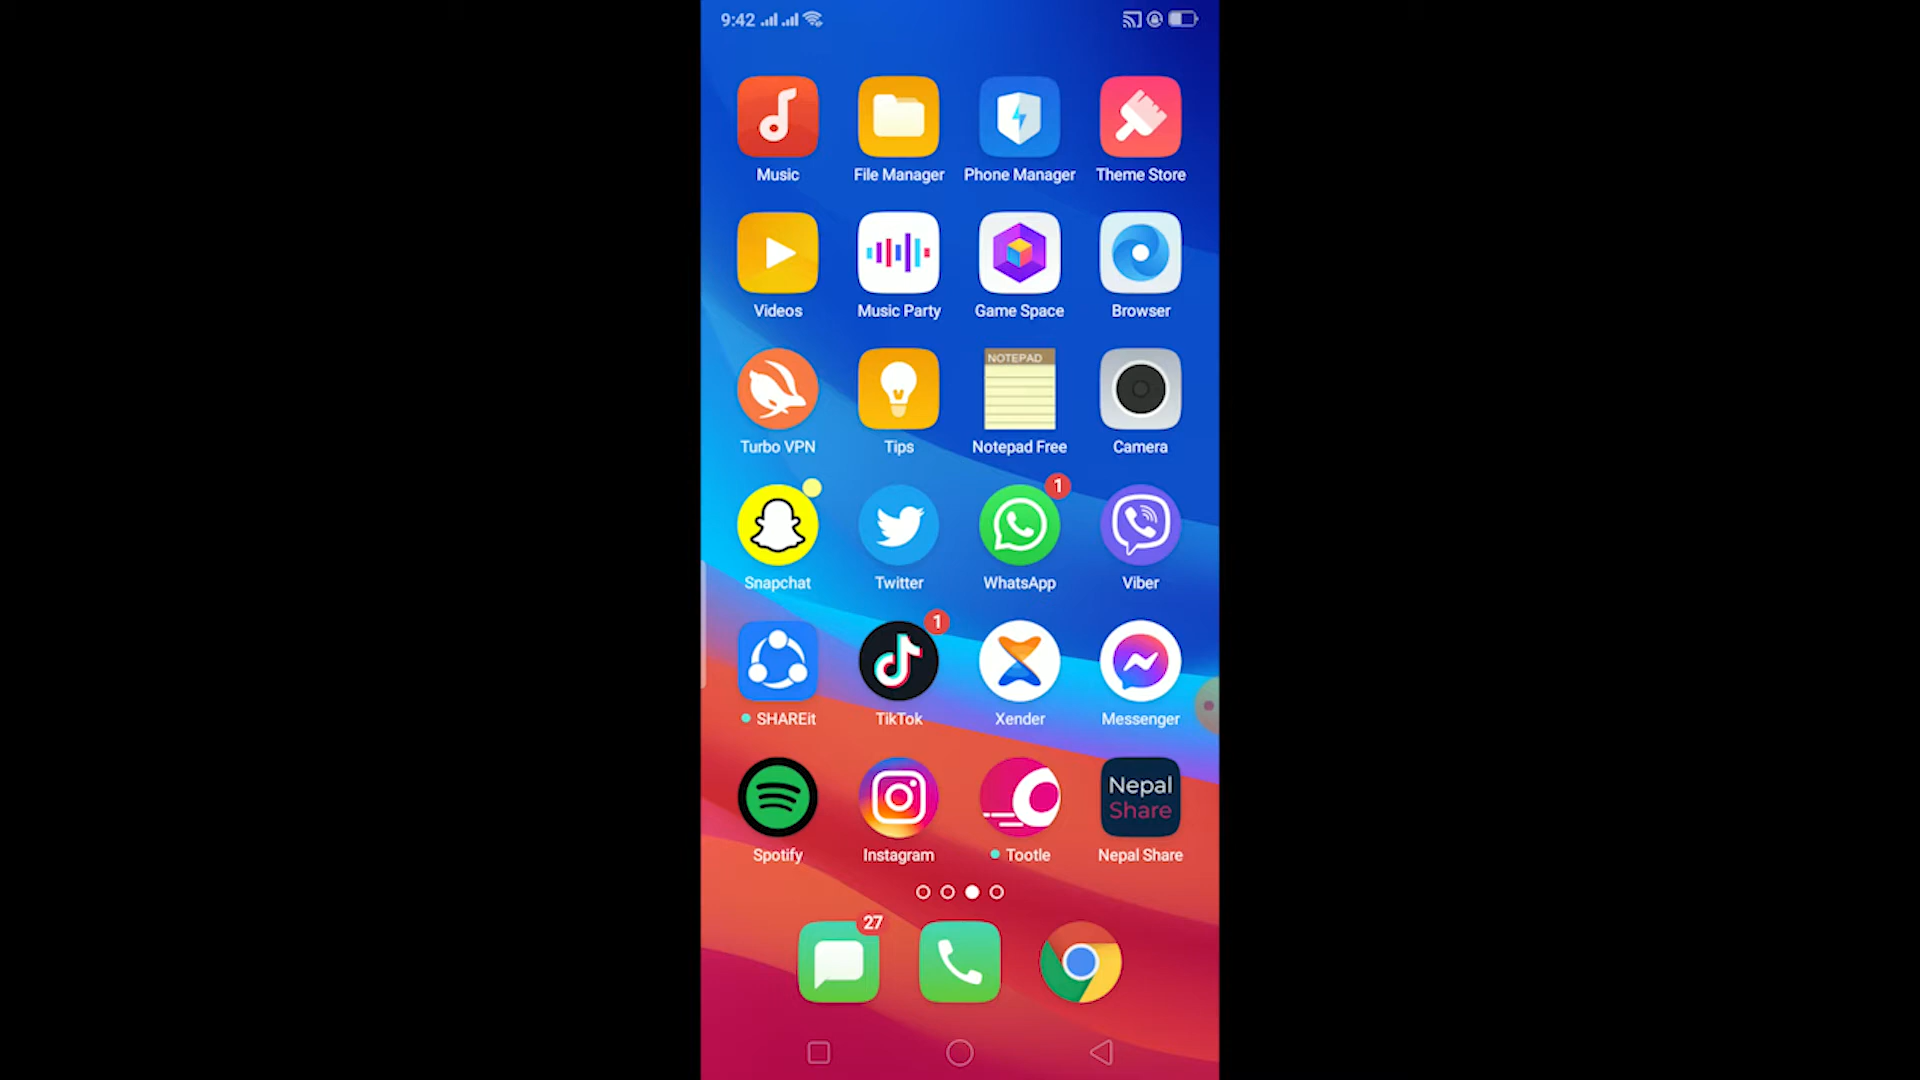 9:42
Music File Manager Phone Manager Theme Store
Videos Music Party Game Space Browser
NOTEPAD
Turbo VPN Tips Notepad Free Camera
1
Snapchat Twitter WhatsApp Viber
1
SHAREit TikTok Xender Messenger
Nepal
Share
Spotify Instagram Tootle Nepal Share
27